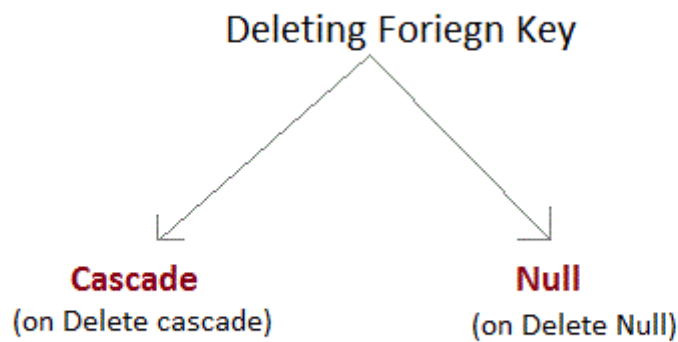 Deleting Foriegn Key
Cascade
(on Delete cascade)
Null
(on Delete Null)